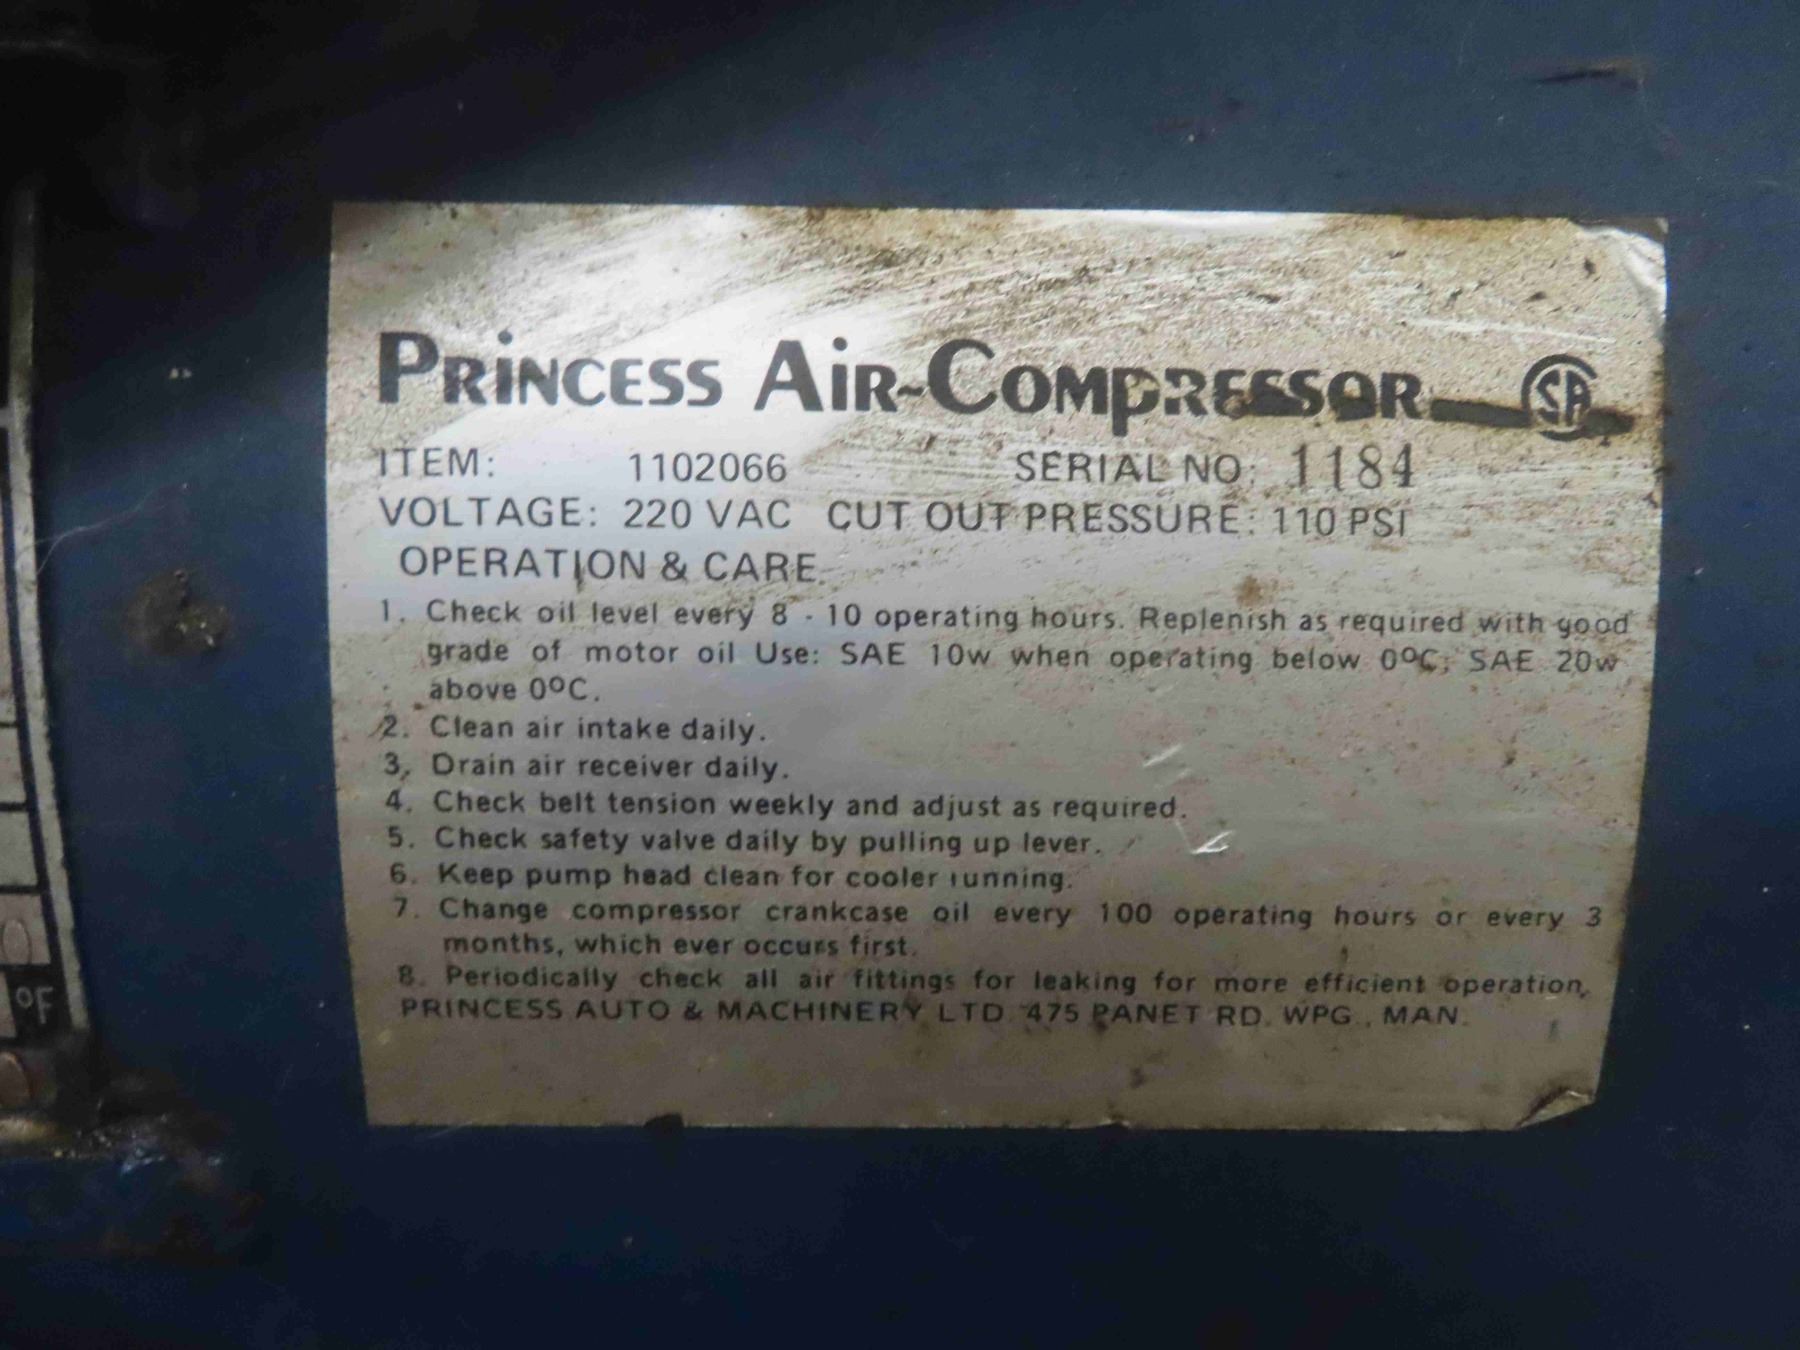 PRINCESS AIR-COMPRESSOR SA
ITEM: 1102066 SERIAL NO: 1184
VOLTAGE: 220 VAC CUT OUT PRESSURE: 110 PSI
OPERATION & CARE.
1. Check oil level every 8 - 10 operating hours. Replenish as required with good
grade of motor oil Use: SAE 10w when operating below 0°C; SAE 20w
above 0°C.
2. Clean air intake daily.
3. Drain air receiver daily.
4. Check belt tension weekly and adjust as required.
5. Check safety valve daily by pulling up lever.
6. Keep pump head clean for cooler running.
7. Change compressor crankcase oil every 100 operating hours or every 3
months, which ever occurs first.
8. Periodically check all air fittings for leaking for more efficient operation.
PRINCESS AUTO & MACHINERY LTD. 475 PANET RD. WPG., MAN.
°F